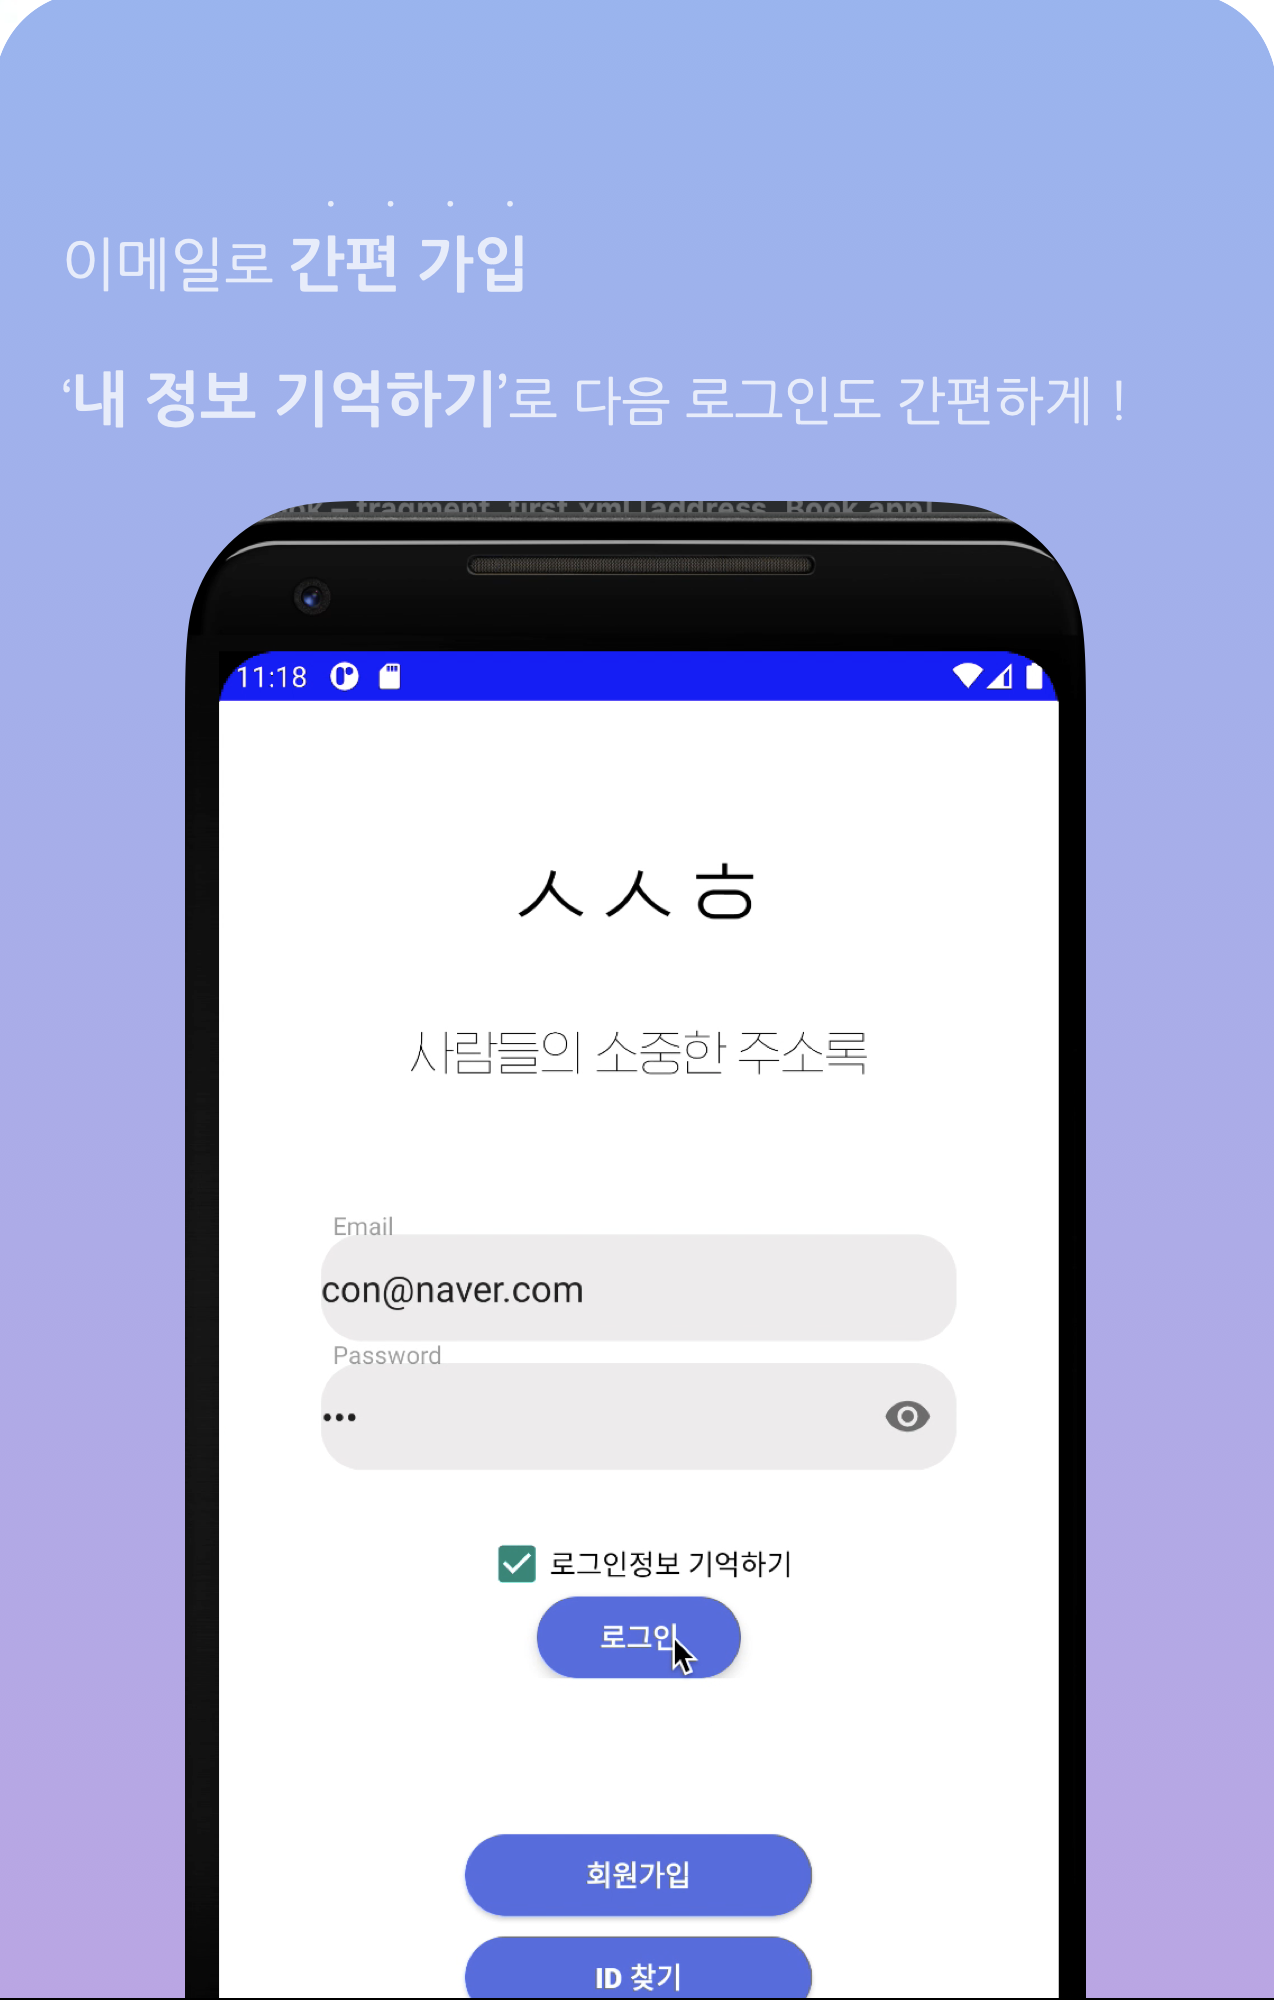 이메일로 간편 가입
‘내 정보 기억하기’로 다음 로그인도 간편하게 !
fragment_first.xml [address_Book.app]
11:18
ㅅㅅㅎ
사람들의 소중한 주소록
Email
con@naver.com
Password
•••
로그인정보 기억하기
로그인
회원가입
ID 찾기